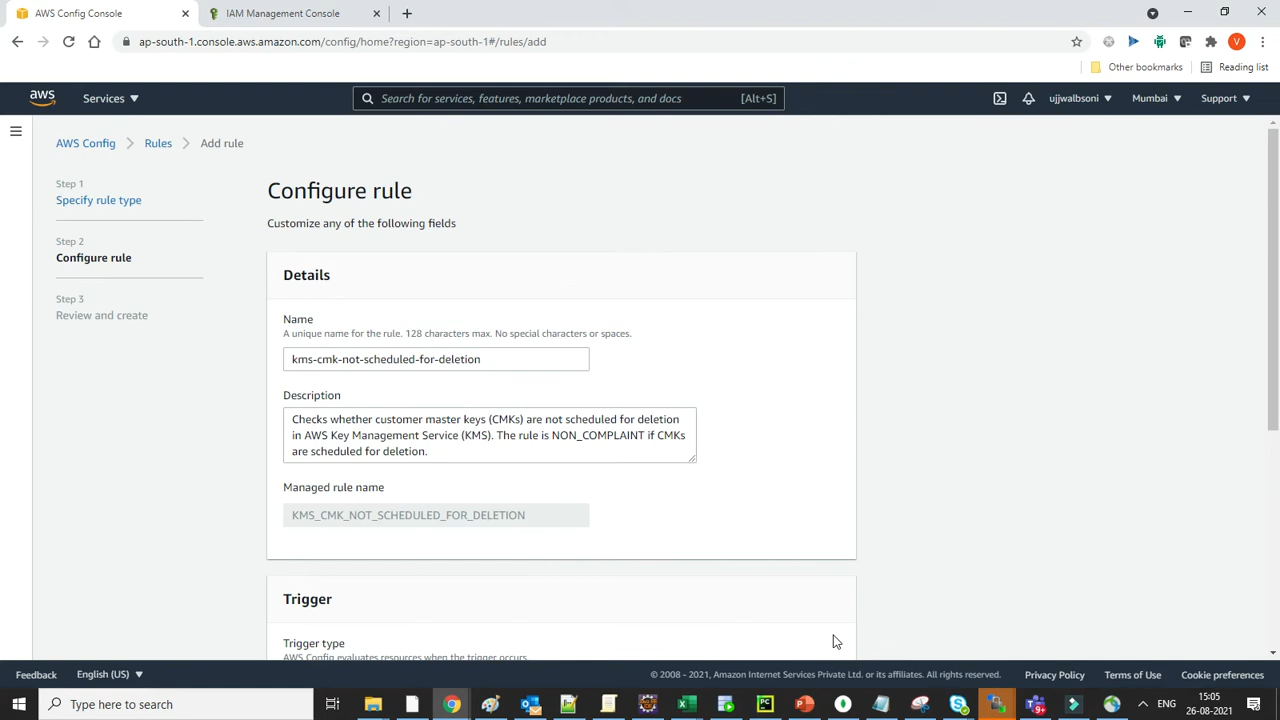 AWS Config Console
IAM Management Console
ap-south-1.console.aws.amazon.com/config/home?region=ap-south-1#/rules/add
V
Other bookmarks
Reading list
aws
Services
Search for services, features, marketplace products, and docs
[Alt+S]
ujjwalbsoni
Mumbai
Support
AWS Config
Rules
Add rule
Step 1
Specify rule type
Step 2
Configure rule
Step 3
Review and create
Configure rule
Customize any of the following fields
Details
Name
A unique name for the rule. 128 characters max. No special characters or spaces.
kms-cmk-not-scheduled-for-deletion
Description
Checks whether customer master keys (CMKs) are not scheduled for deletion
in AWS Key Management Service (KMS). The rule is NON_COMPLAINT if CMKs
are scheduled for deletion.
Managed rule name
KMS_CMK_NOT_SCHEDULED_FOR_DELETION
Trigger
Trigger type
AWS Config evaluates resources when the trigger occurs.
Feedback
English (US)
© 2008 - 2021, Amazon Internet Services Private Ltd. or its affiliates. All rights reserved.
Privacy Policy
Terms of Use
Cookie preferences
Type here to search
ENG
15:05
26-08-2021